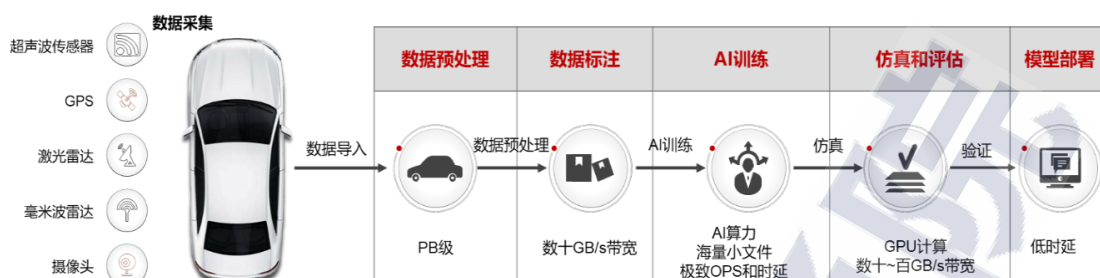 数据采集
超声波传感器
GPS
激光雷达
毫米波雷达
摄像头
数据预处理
数据标注
AI训练
仿真和评估
模型部署
数据导入
数据预处理
AI训练
仿真
验证
PB级
数十GB/s带宽
AI算力
海量小文件
极致OPS和时延
GPU计算
数十~百GB/s带宽
低时延